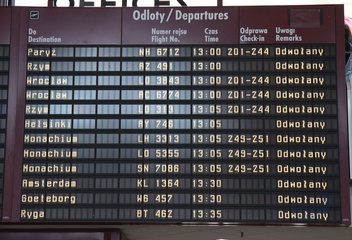 OFFICES
Odloty / Departures
Do Destination Numer rejsu Flight No. Czas Time Odprawa Check-in Uwagi Remarks
Paryż NH 6712 13:00 201-244 Odwołany
Rzym AZ 491 13:00 Odwołany
Wrocław LO 3843 13:00 201-244 Odwołany
Wrocław AC 6774 13:00 201-244 Odwołany
Rzym LO 313 13:05 201-244 Odwołany
Helsinki AY 746 13:05 Odwołany
Monachium LH 3313 13:05 249-251 Odwołany
Monachium LO 5355 13:05 249-251 Odwołany
Monachium SN 7086 13:05 249-251 Odwołany
Amsterdam KL 1364 13:30 Odwołany
Goeteborg W6 457 13:30 Odwołany
Ryga BT 462 13:35 Odwołany